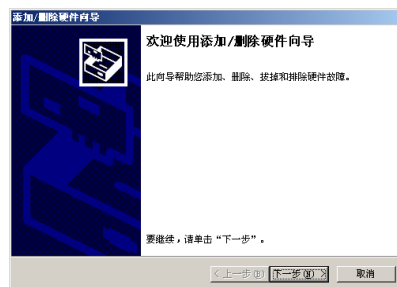 添加/删除硬件向导
欢迎使用添加/删除硬件向导
此向导帮助您添加、删除、拔掉和排除硬件故障。
要继续，请单击“下一步”。
< 上一步(B) 下一步(N) > 取消